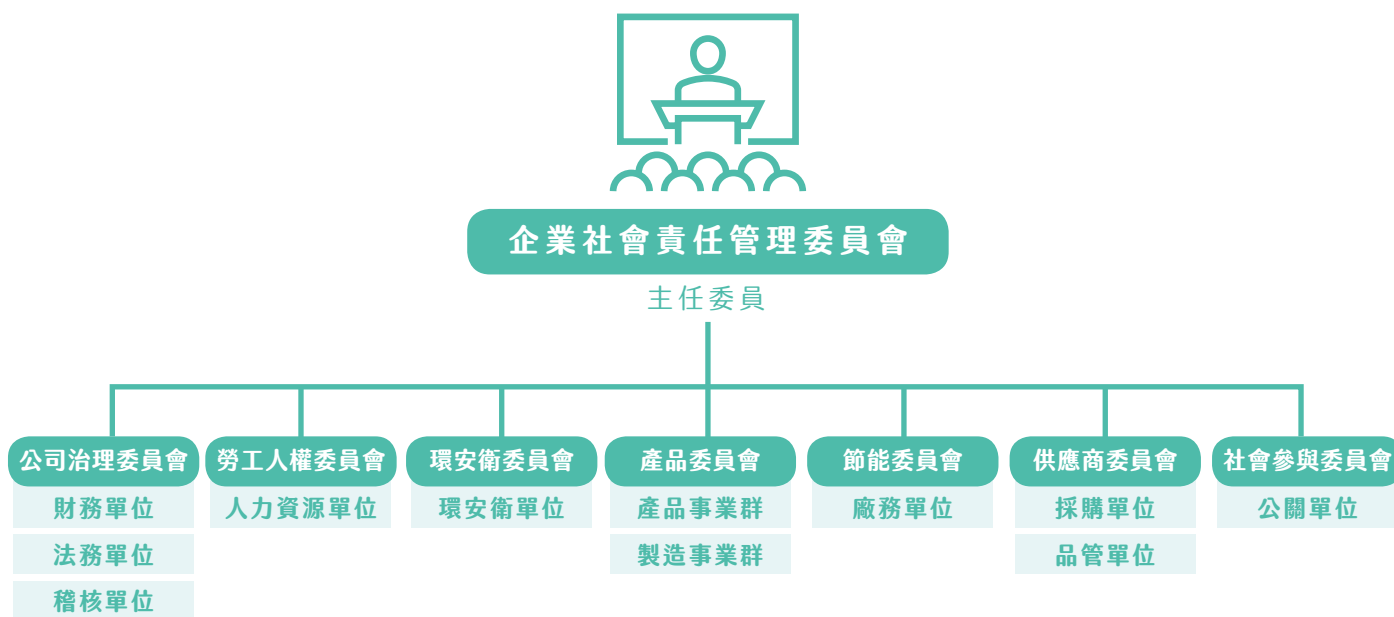 企業社會責任管理委員會
主任委員
公司治理委員會
財務單位
法務單位
稽核單位
勞工人權委員會
人力資源單位
環安衛委員會
環安衛單位
產品委員會
產品事業群
製造事業群
節能委員會
廠務單位
供應商委員會
採購單位
品管單位
社會參與委員會
公關單位